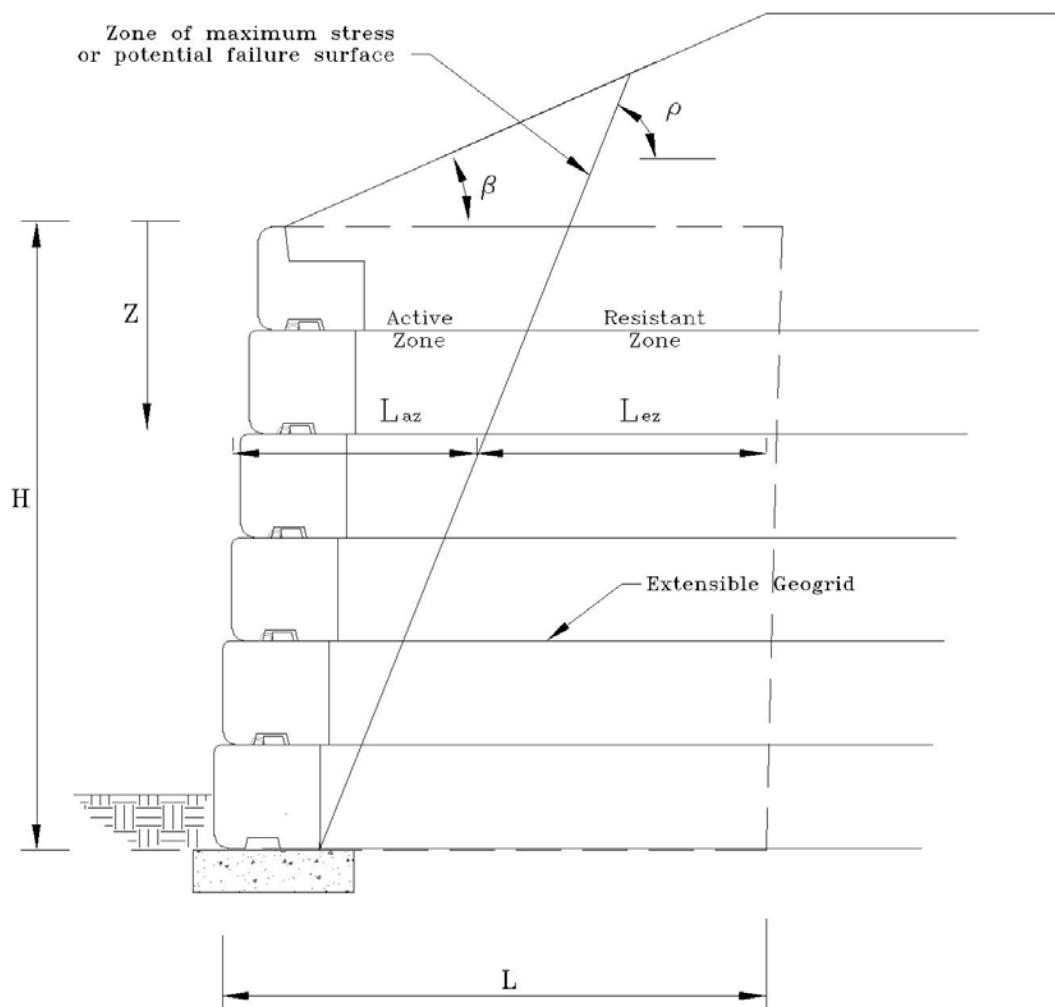 Zone of maximum stress
or potential failure surface
ρ
β
Z
Active
Zone
Resistant
Zone
Laz
Lez
H
Extensible Geogrid
L